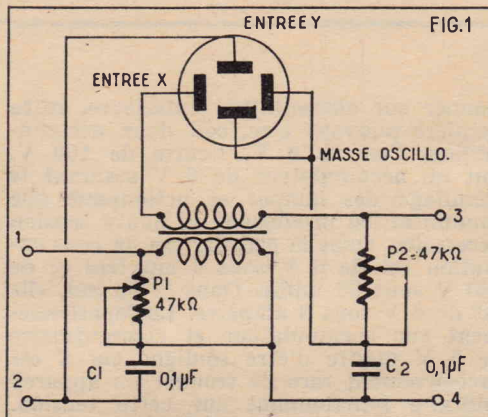 ENTREE Y
FIG.1
ENTREE X
MASSE OSCILLO.
1
3
P1
47kΩ
P2=47kΩ
C1
0,1µF
C2
0,1µF
2
4